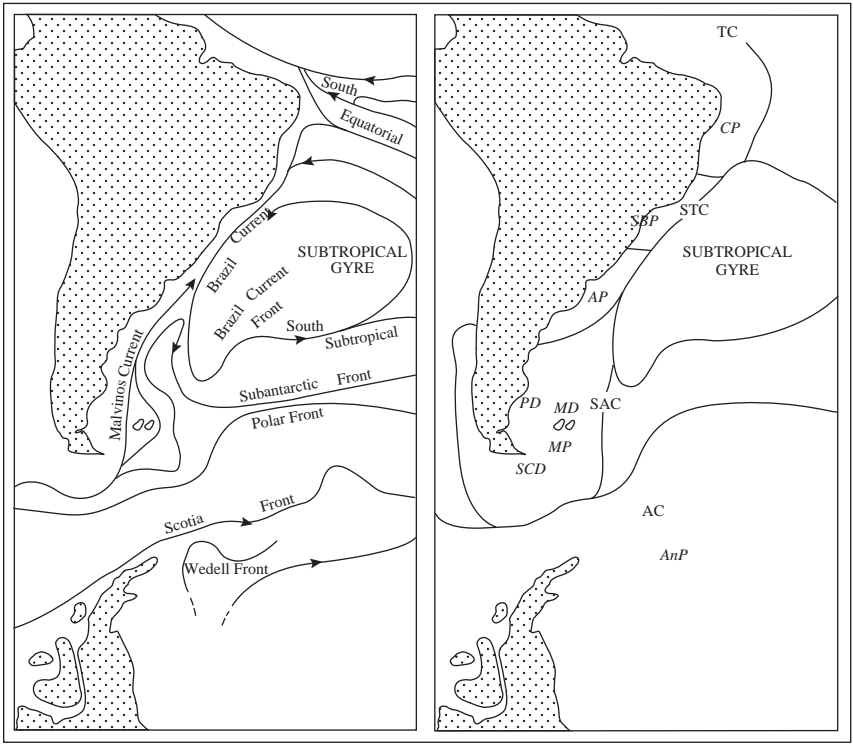 South
Equatorial
Brazil Current
SUBTROPICAL
GYRE
Brazil Current
Front
South
Subtropical
Malvinos Current
Subantarctic Front
Polar Front
Scotia Front
Wedell Front
TC
CP
SBP
STC
SUBTROPICAL
GYRE
AP
PD
MD
SAC
MP
SCD
AC
AnP